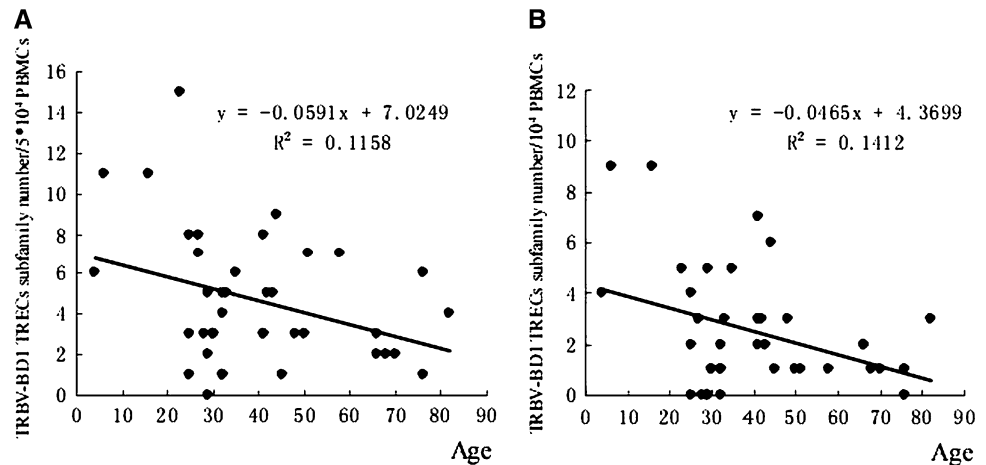 A
TRBV-BD1 TRECs subfamily number/5*10⁴ PBMCs
16
14
12
10
8
6
4
2
0
y = -0.0591x + 7.0249
R² = 0.1158
0 10 20 30 40 50 60 70 80 90
Age
B
TRBV-BD1 TRECs subfamily number/10⁴ PBMCs
12
10
8
6
4
2
0
y = -0.0465x + 4.3699
R² = 0.1412
0 10 20 30 40 50 60 70 80 90
Age